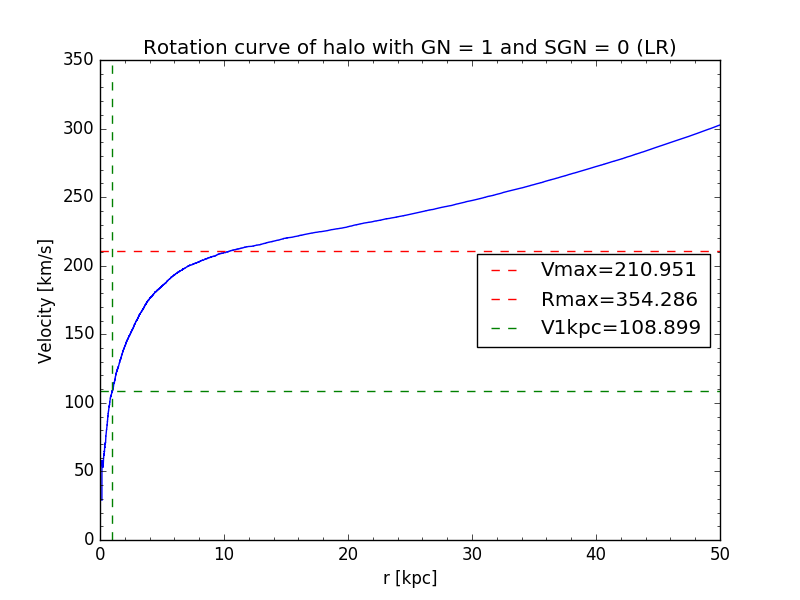 Rotation curve of halo with GN = 1 and SGN = 0 (LR)
350
300
250
200
150
100
50
0
Velocity [km/s]
Vmax=210.951
Rmax=354.286
V1kpc=108.899
0 10 20 30 40 50
r [kpc]